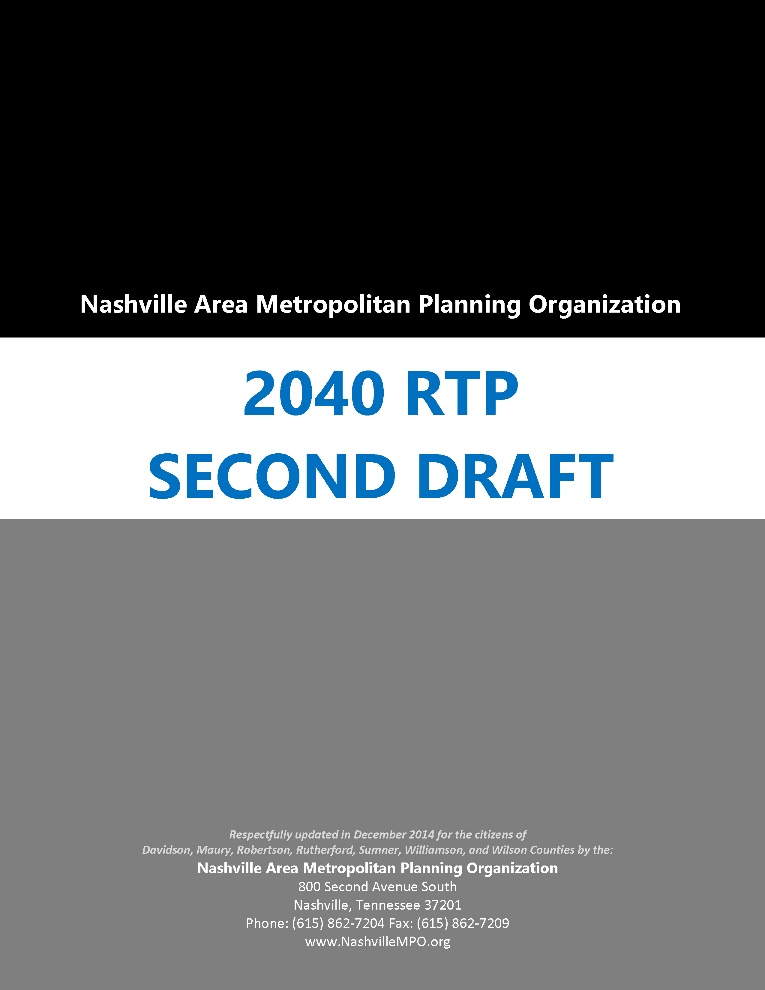 Nashville Area Metropolitan Planning Organization
2040 RTP
SECOND DRAFT
Respectfully updated in December 2014 for the citizens of
Davidson, Maury, Robertson, Rutherford, Sumner, Williamson, and Wilson Counties by the:
Nashville Area Metropolitan Planning Organization
800 Second Avenue South
Nashville, Tennessee 37201
Phone: (615) 862-7204 Fax: (615) 862-7209
www.NashvilleMPO.org